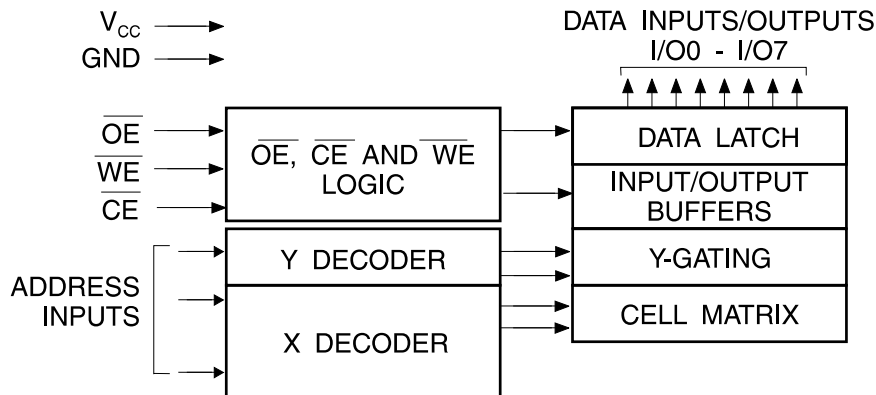 V_CC
GND
OE
WE
CE
ADDRESS
INPUTS
OE, CE AND WE
LOGIC
Y DECODER
X DECODER
DATA INPUTS/OUTPUTS
I/O0 - I/O7
DATA LATCH
INPUT/OUTPUT
BUFFERS
Y-GATING
CELL MATRIX